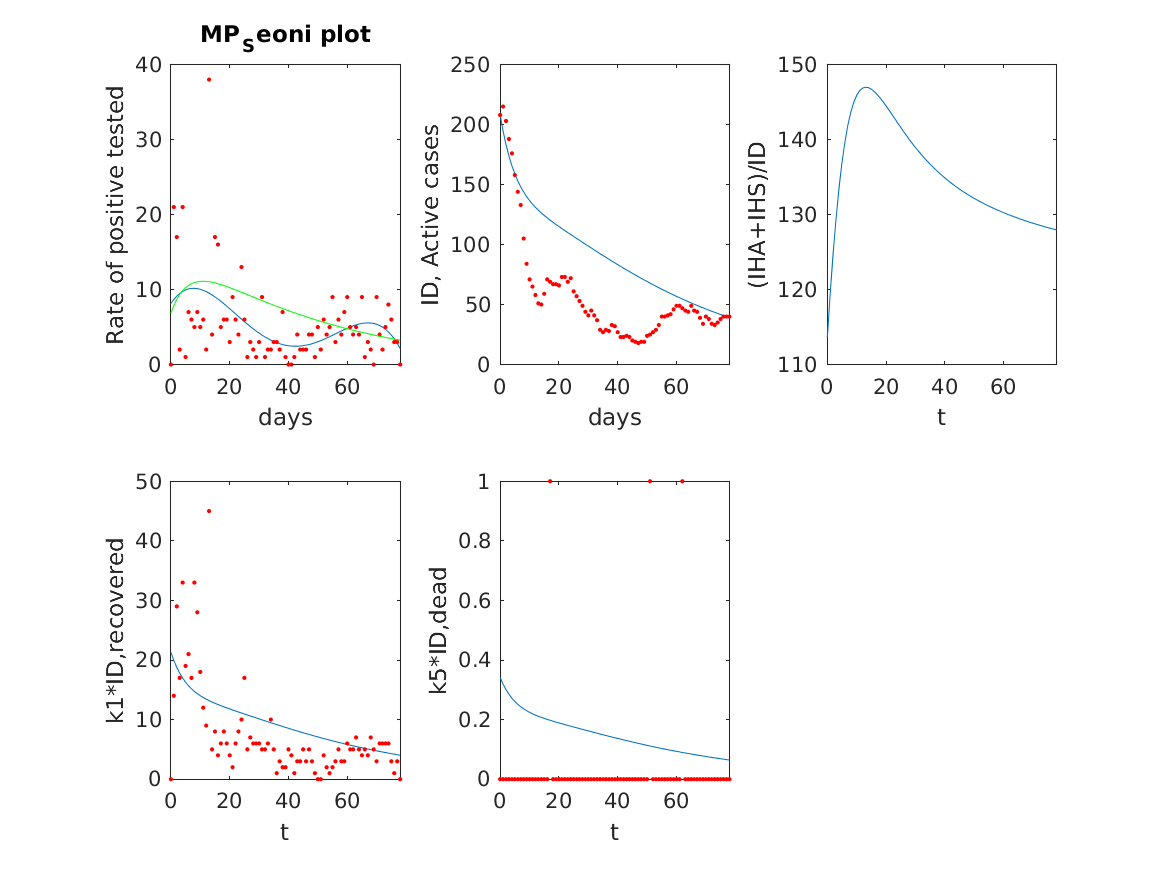 MP_Seoni plot
40
30
20
10
0
0 20 40 60
Rate of positive tested
days
250
200
150
100
50
0
0 20 40 60
ID, Active cases
days
150
140
130
120
110
0 20 40 60
(IHA+IHS)/ID
t
50
40
30
20
10
0
0 20 40 60
k1*ID,recovered
t
1
0.8
0.6
0.4
0.2
0
0 20 40 60
k5*ID,dead
t